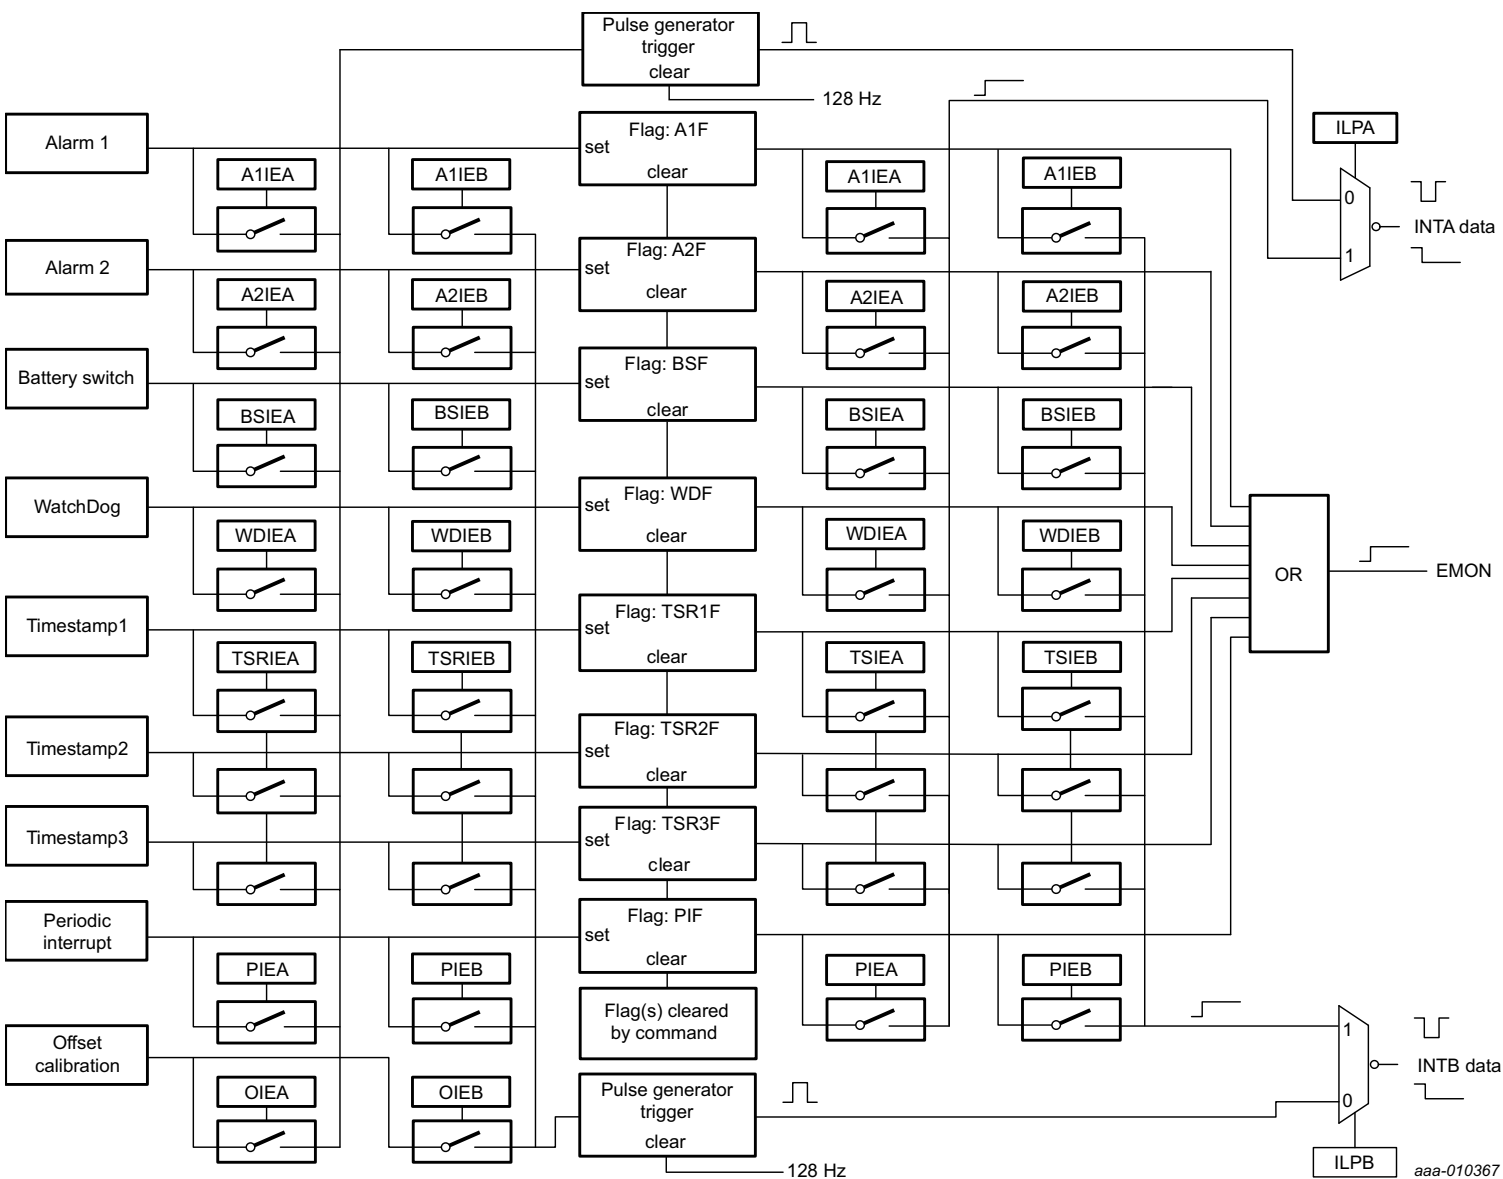 Pulse generator
trigger
clear
128 Hz
Alarm 1
A1IEA
A1IEB
Flag: A1F
set
clear
A1IEA
A1IEB
ILPA
0
1
INTA data
Alarm 2
A2IEA
A2IEB
Flag: A2F
set
clear
A2IEA
A2IEB
Battery switch
BSIEA
BSIEB
Flag: BSF
set
clear
BSIEA
BSIEB
WatchDog
WDIEA
WDIEB
Flag: WDF
set
clear
WDIEA
WDIEB
OR
EMON
Timestamp1
TSRIEA
TSRIEB
Flag: TSR1F
set
clear
TSIEA
TSIEB
Timestamp2
Flag: TSR2F
set
clear
Timestamp3
Flag: TSR3F
set
clear
Periodic
interrupt
PIEA
PIEB
Flag: PIF
set
clear
PIEA
PIEB
Flag(s) cleared
by command
Offset
calibration
OIEA
OIEB
Pulse generator
trigger
clear
128 Hz
1
0
INTB data
ILPB
aaa-010367